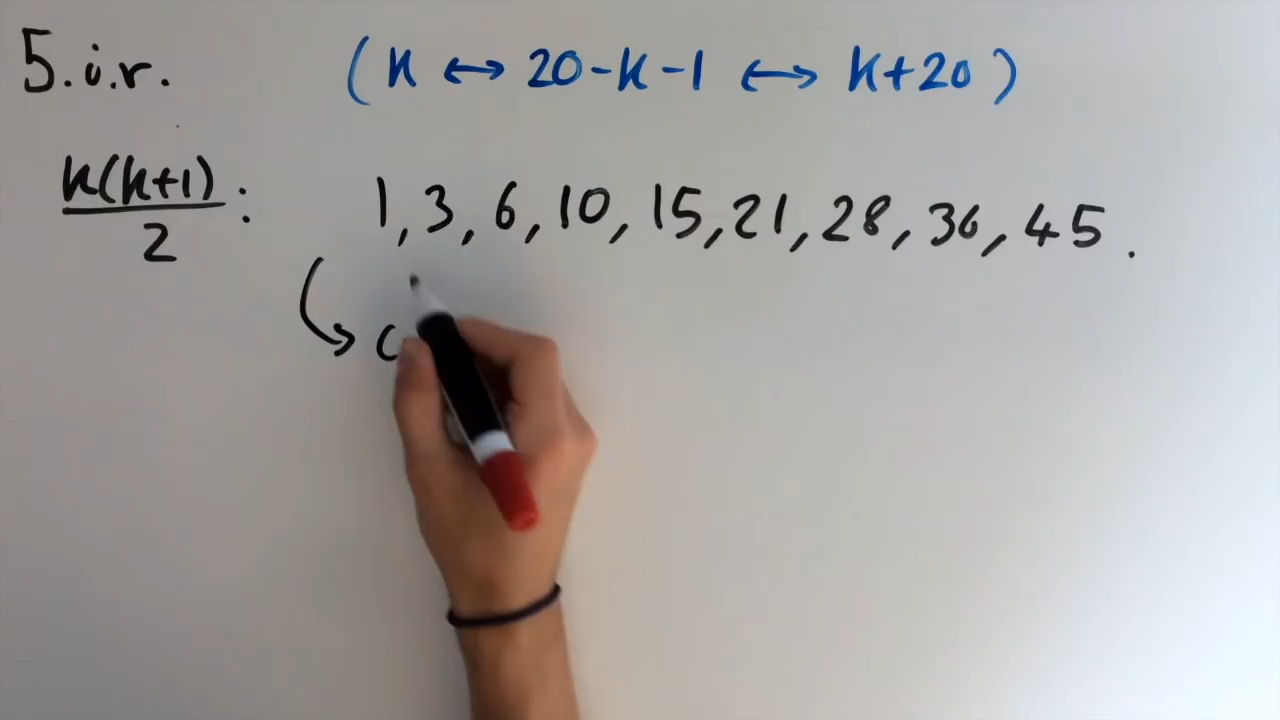 5.i.r.
(k ↔ 20-k-1 ↔ k+20)
k(k+1)/2 : 1, 3, 6, 10, 15, 21, 28, 36, 45.